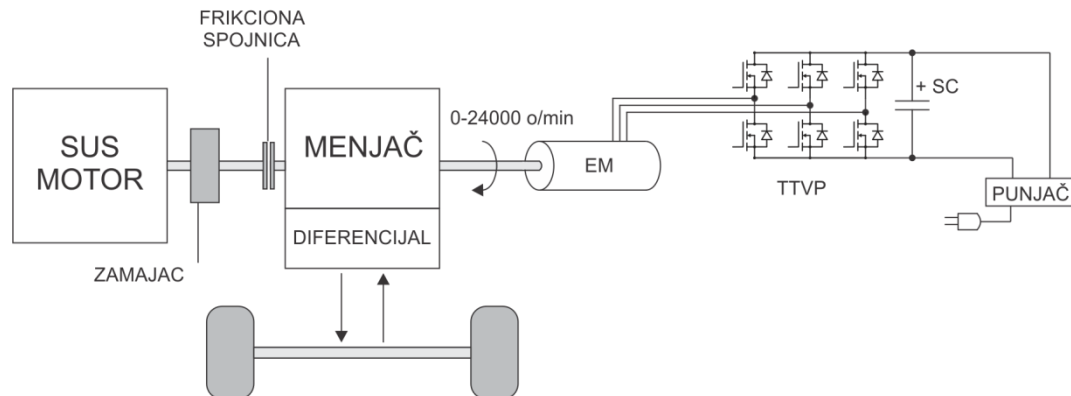 FRIKCIONA
SPOJNICA
SUS
MOTOR
MENJAČ
DIFERENCIJAL
ZAMAJAC
0-24000 o/min
EM
TTVP
+ SC
PUNJAČ